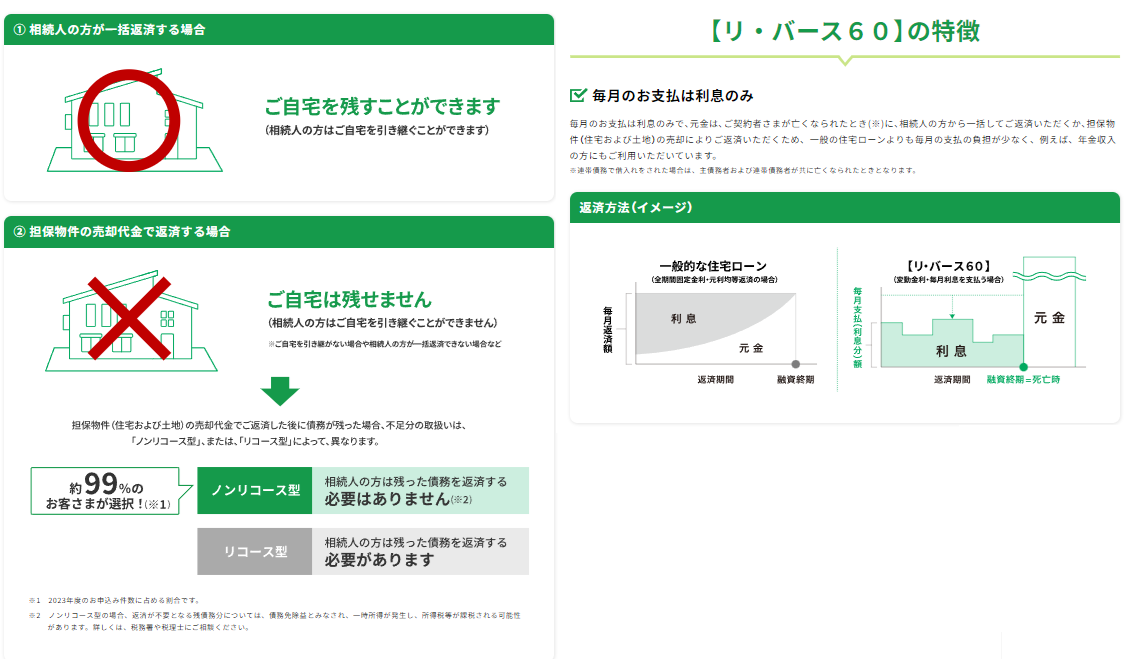 ① 相続人の方が一括返済する場合
ご自宅を残すことができます
(相続人の方はご自宅を引き継ぐことができます)
② 担保物件の売却代金で返済する場合
ご自宅は残せません
(相続人の方はご自宅を引き継ぐことができません)
※ご自宅を引き継がない場合や相続人の方が一括返済できない場合など
担保物件(住宅および土地)の売却代金でご返済した後に債務が残った場合、不足分の取扱いは、
「ノンリコース型」、または、「リコース型」によって、異なります。
約99%の
お客さまが選択!(※1)
ノンリコース型
相続人の方は残った債務を返済する
必要はありません(※2)
リコース型
相続人の方は残った債務を返済する
必要があります
※1 2023年度のお申込み件数に占める割合です。
※2 ノンリコース型の場合、返済が不要となる残債務分については、債務免除益とみなされ、一時所得が発生し、所得税等が課税される可能性
があります。詳しくは、税務署や税理士にご相談ください。
【リ・バース60】の特徴
毎月のお支払は利息のみ
毎月のお支払は利息のみで、元金は、ご契約者さまが亡くなられたとき(※)に、相続人の方から一括してご返済いただくか、担保物
件(住宅および土地)の売却によりご返済いただくため、一般の住宅ローンよりも毎月の支払の負担が少なく、例えば、年金収入
の方にもご利用いただいています。
※連帯債務で借入れをされた場合は、主債務者および連帯債務者が共に亡くなられたときとなります。
返済方法(イメージ)
一般的な住宅ローン
(全期間固定金利・元利均等返済の場合)
毎月返済額
利息
元金
返済期間
融資終期
【リ・バース60】
(変動金利・毎月利息を支払う場合)
毎月支払(利息分)額
元金
利息
返済期間
融資終期=死亡時